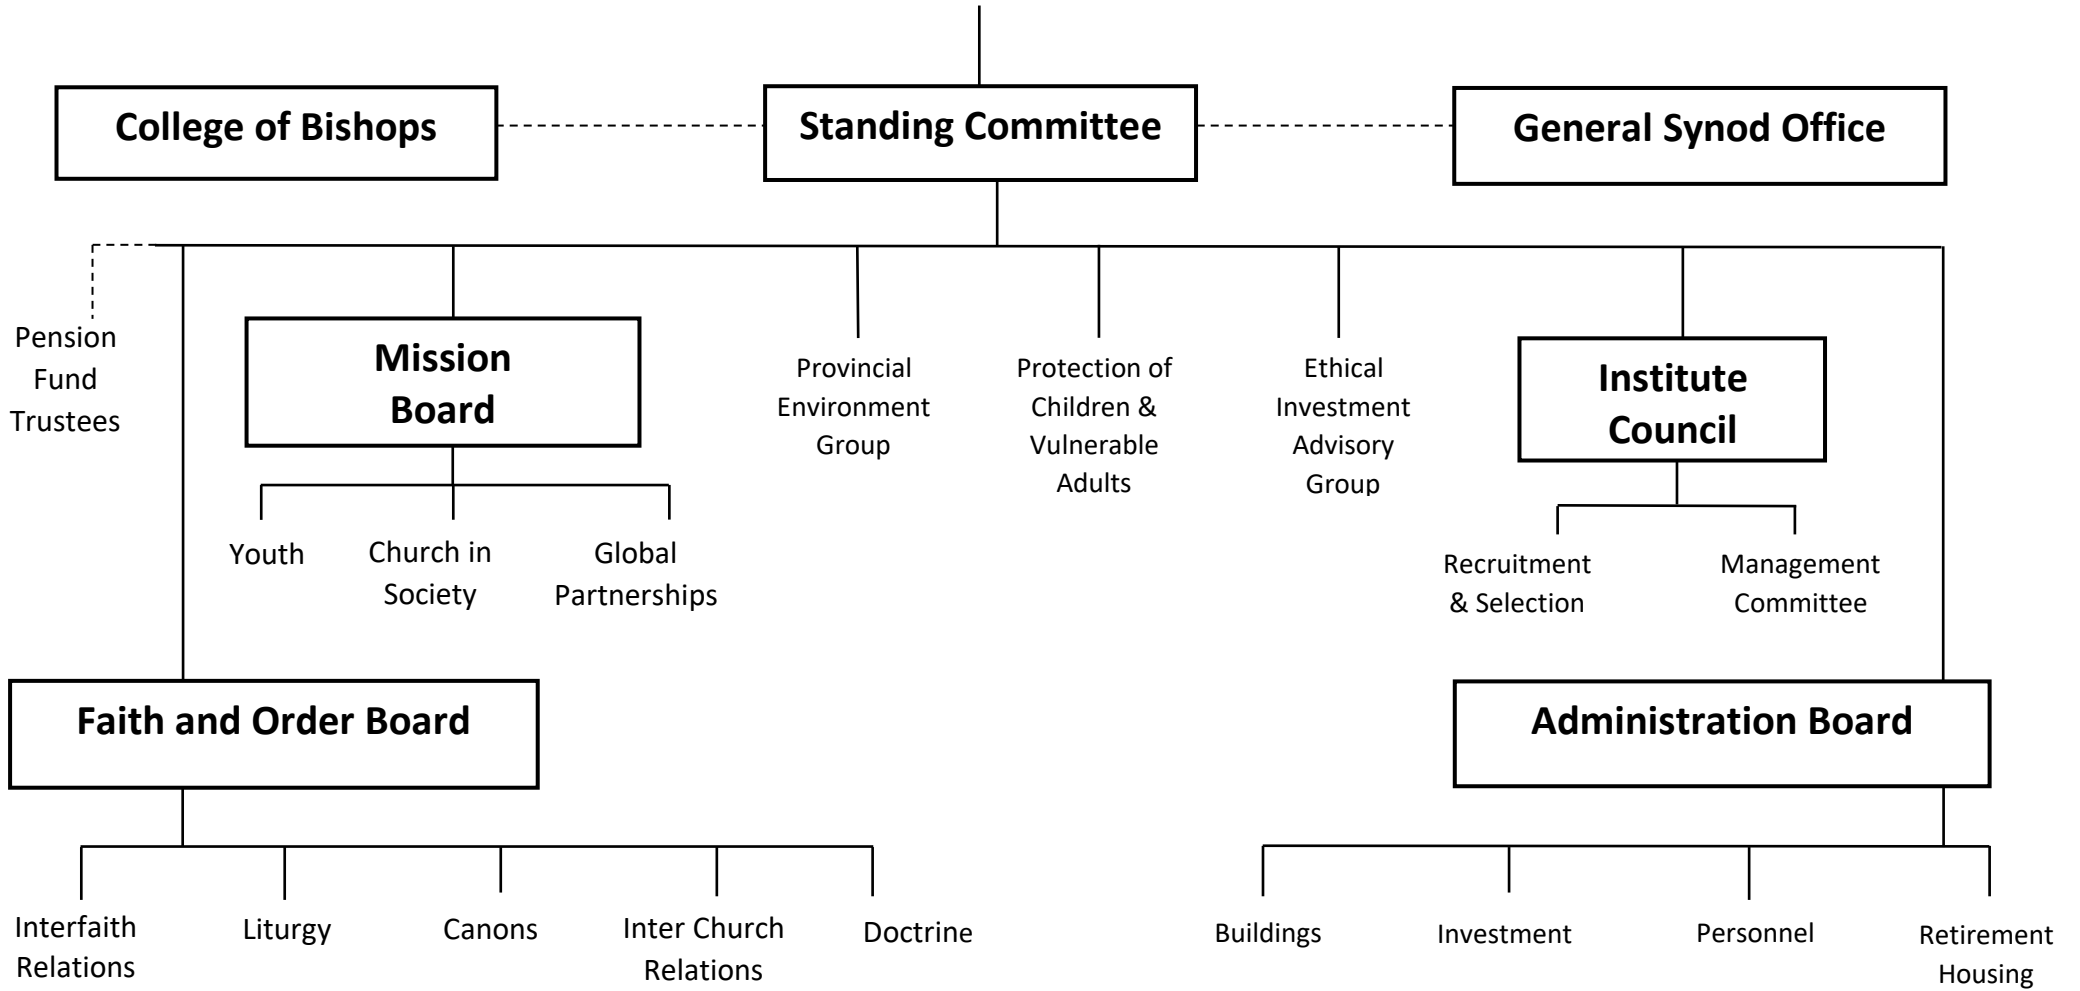 College of Bishops
Standing Committee
General Synod Office
Pension
Fund
Trustees
Mission
Board
Provincial
Environment
Group
Protection of
Children &
Vulnerable
Adults
Ethical
Investment
Advisory
Group
Institute
Council
Youth
Church in
Society
Global
Partnerships
Recruitment
& Selection
Management
Committee
Faith and Order Board
Administration Board
Interfaith
Relations
Liturgy
Canons
Inter Church
Relations
Doctrine
Buildings
Investment
Personnel
Retirement
Housing